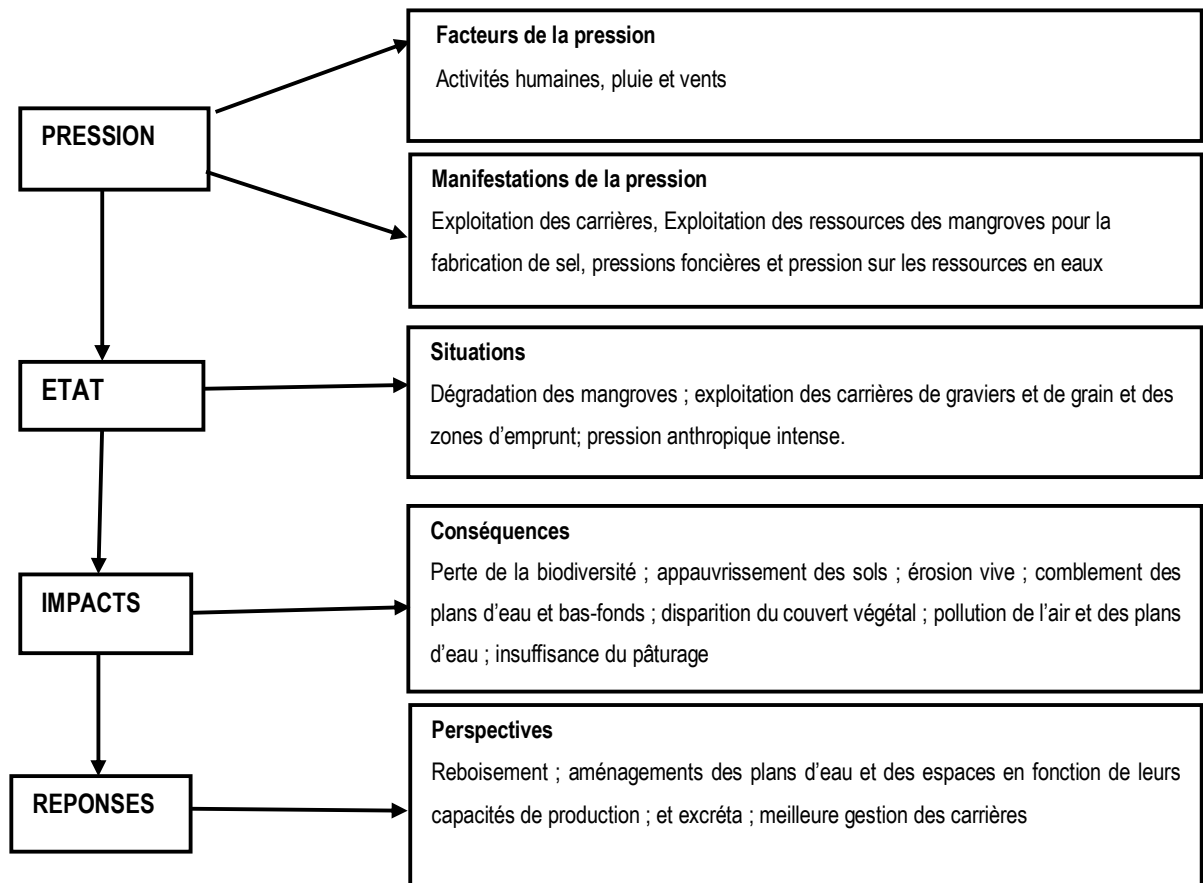 PRESSION
Facteurs de la pression
Activités humaines, pluie et vents
Manifestations de la pression
Exploitation des carrières, Exploitation des ressources des mangroves pour la
fabrication de sel, pressions foncières et pression sur les ressources en eaux
ETAT
Situations
Dégradation des mangroves ; exploitation des carrières de graviers et de grain et des
zones d’emprunt; pression anthropique intense.
IMPACTS
Conséquences
Perte de la biodiversité ; appauvrissement des sols ; érosion vive ; comblement des
plans d’eau et bas-fonds ; disparition du couvert végétal ; pollution de l’air et des plans
d’eau ; insuffisance du pâturage
REPONSES
Perspectives
Reboisement ; aménagements des plans d’eau et des espaces en fonction de leurs
capacités de production ; et excréta ; meilleure gestion des carrières